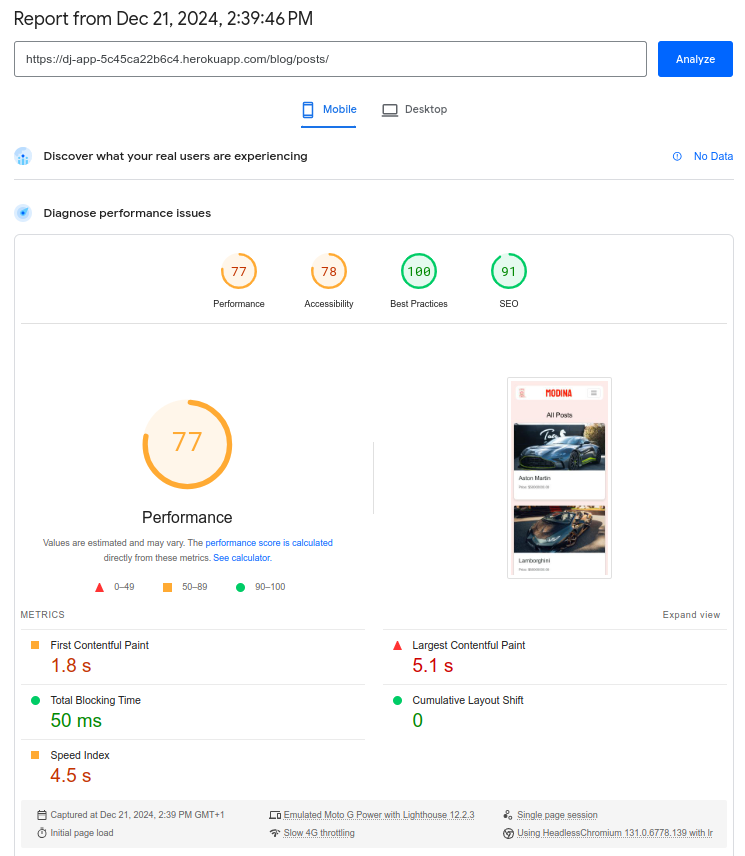 Report from Dec 21, 2024, 2:39:46 PM
https://dj-app-5c45ca22b6c4.herokuapp.com/blog/posts/
Analyze
Mobile
Desktop
Discover what your real users are experiencing
No Data
Diagnose performance issues
77
78
100
91
Performance
Accessibility
Best Practices
SEO
77
Performance
Values are estimated and may vary. The performance score is calculated
directly from these metrics. See calculator.
0–49
50–89
90–100
MODINA
All Posts
Aston Martin
Lamborghini
METRICS
Expand view
First Contentful Paint
1.8 s
Largest Contentful Paint
5.1 s
Total Blocking Time
50 ms
Cumulative Layout Shift
0
Speed Index
4.5 s
Captured at Dec 21, 2024, 2:39 PM GMT+1
Emulated Moto G Power with Lighthouse 12.2.3
Single page session
Initial page load
Slow 4G throttling
Using HeadlessChromium 131.0.6778.139 with lr